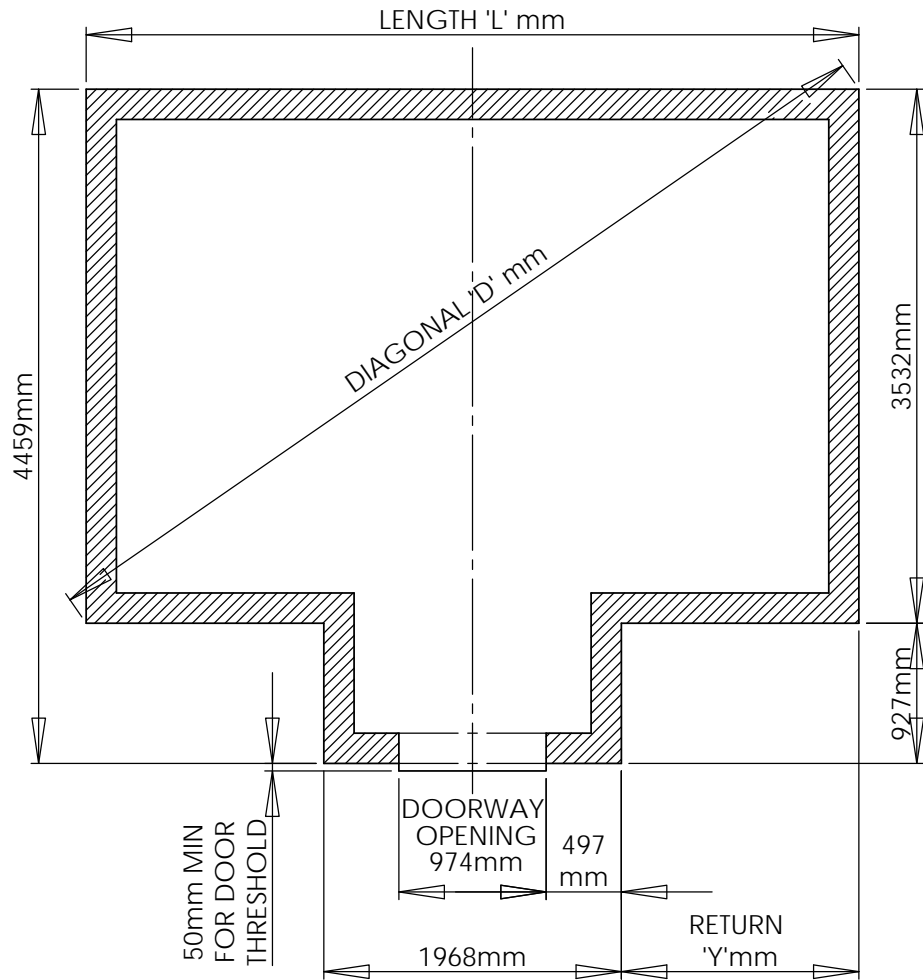 LENGTH 'L' mm
DIAGONAL 'D' mm
4459mm
3532mm
927mm
50mm MIN
FOR DOOR
THRESHOLD
DOORWAY
OPENING
974mm
497
mm
1968mm
RETURN
'Y'mm